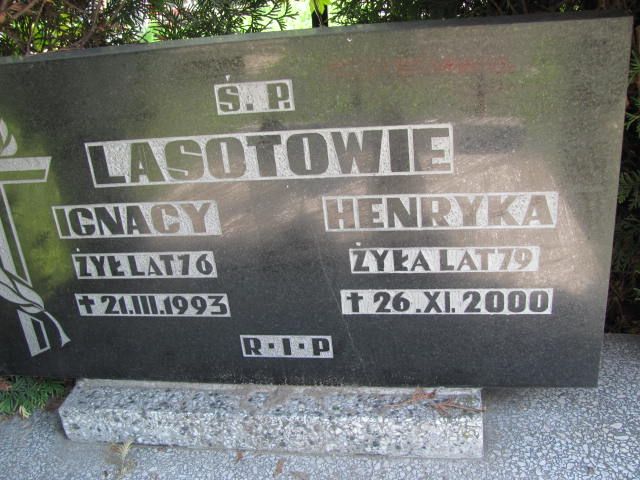 Ś. P.
LASOTOWIE
IGNACY HENRYKA
ŻYŁ LAT 76 ŻYŁA LAT 79
✝ 21.III.1993 ✝ 26.XI.2000
R·I·P